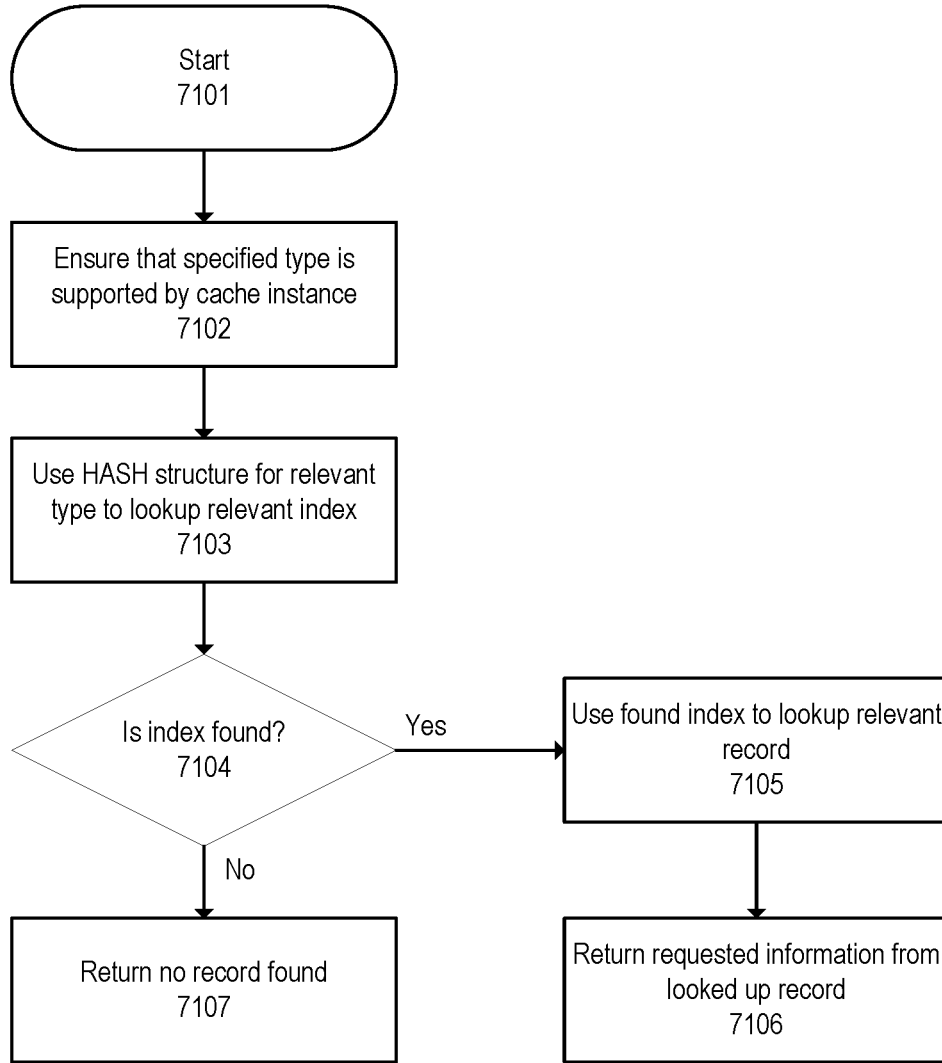 Start
7101
Ensure that specified type is
supported by cache instance
7102
Use HASH structure for relevant
type to lookup relevant index
7103
Is index found?
7104
Yes
Use found index to lookup relevant
record
7105
No
Return no record found
7107
Return requested information from
looked up record
7106